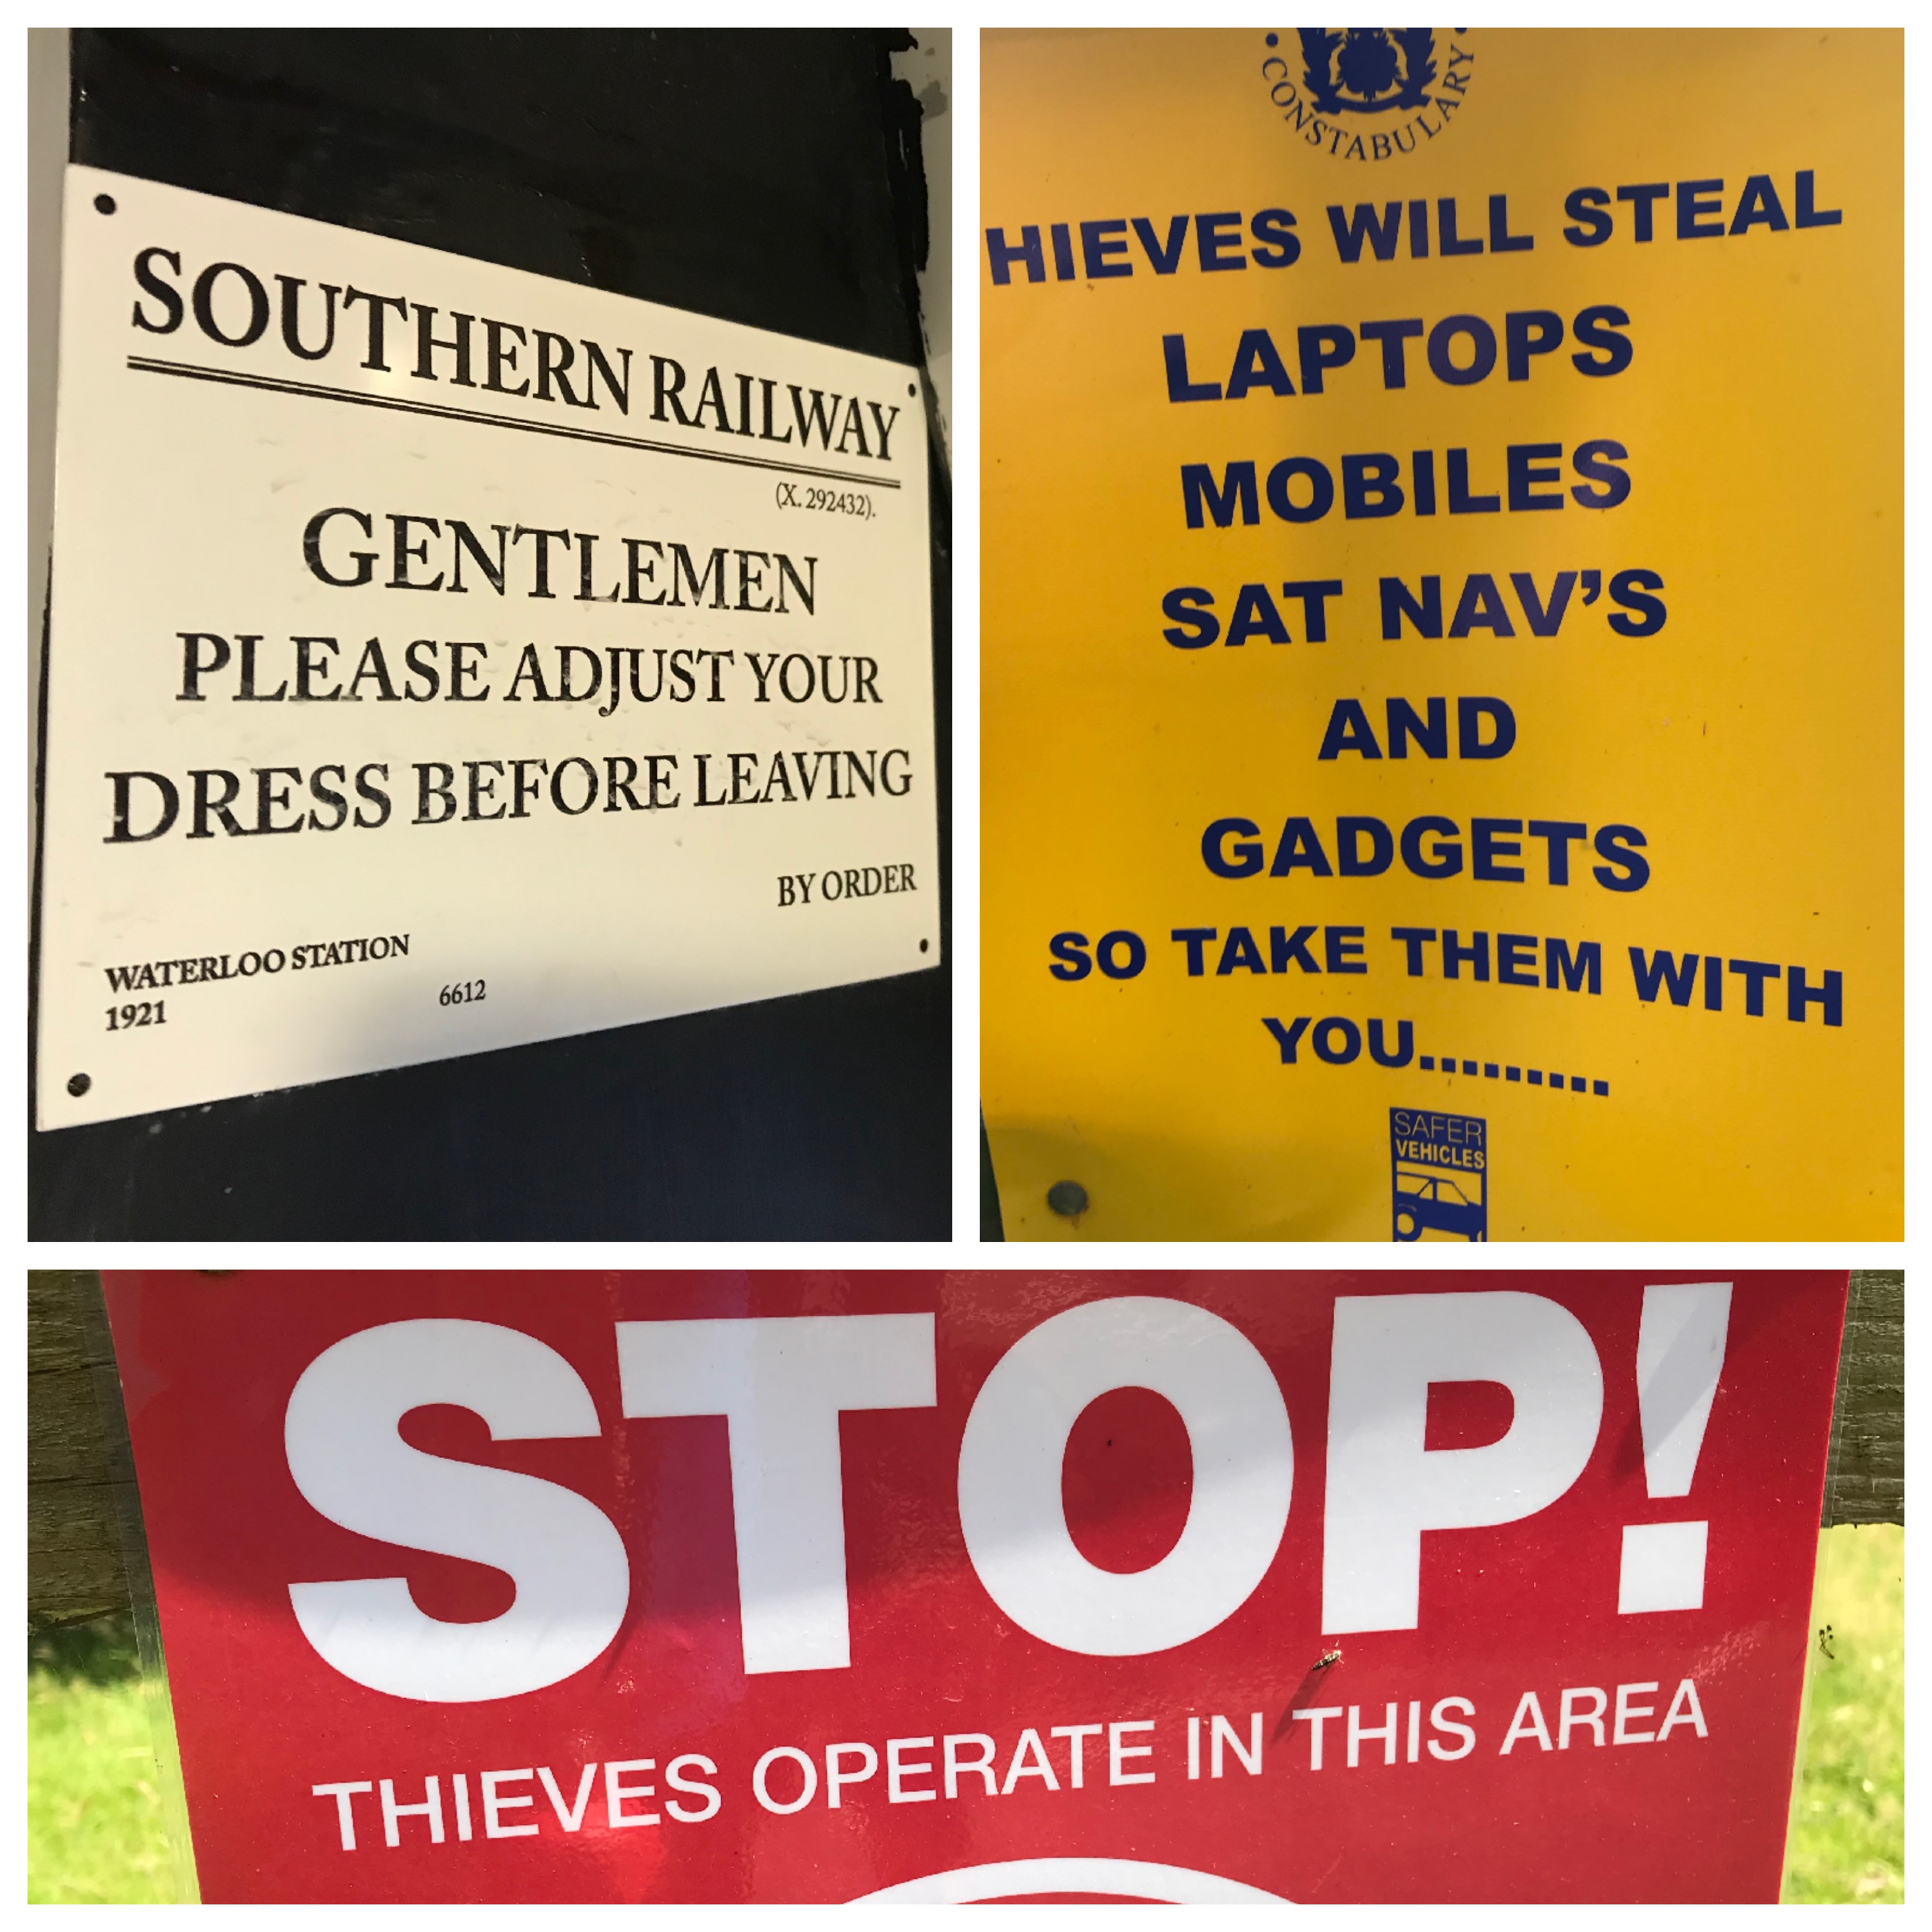 SOUTHERN RAILWAY
(X. 292432).
GENTLEMEN
PLEASE ADJUST YOUR
DRESS BEFORE LEAVING
BY ORDER
WATERLOO STATION
1921
6612
• CONSTABULARY •
HIEVES WILL STEAL
LAPTOPS
MOBILES
SAT NAV’S
AND
GADGETS
SO TAKE THEM WITH
YOU.........
SAFER
VEHICLES
STOP!
THIEVES OPERATE IN THIS AREA